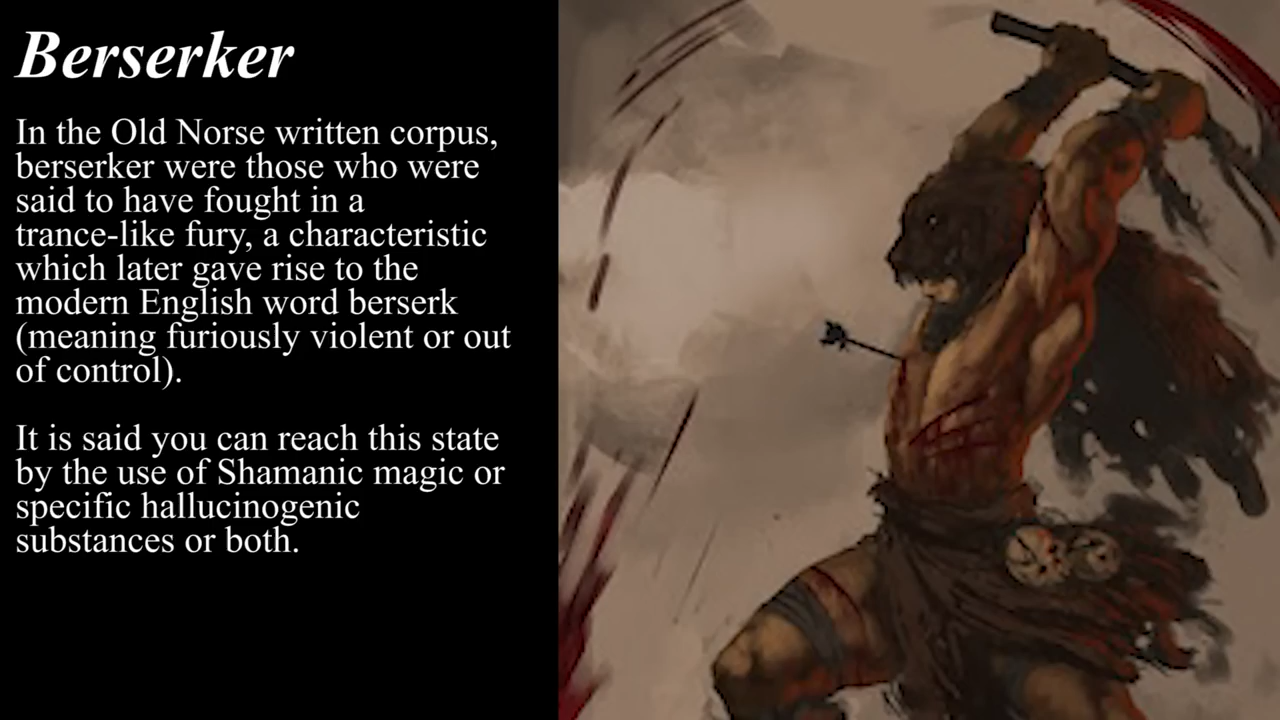 Berserker
In the Old Norse written corpus,
berserker were those who were
said to have fought in a
trance-like fury, a characteristic
which later gave rise to the
modern English word berserk
(meaning furiously violent or out
of control).
It is said you can reach this state
by the use of Shamanic magic or
specific hallucinogenic
substances or both.